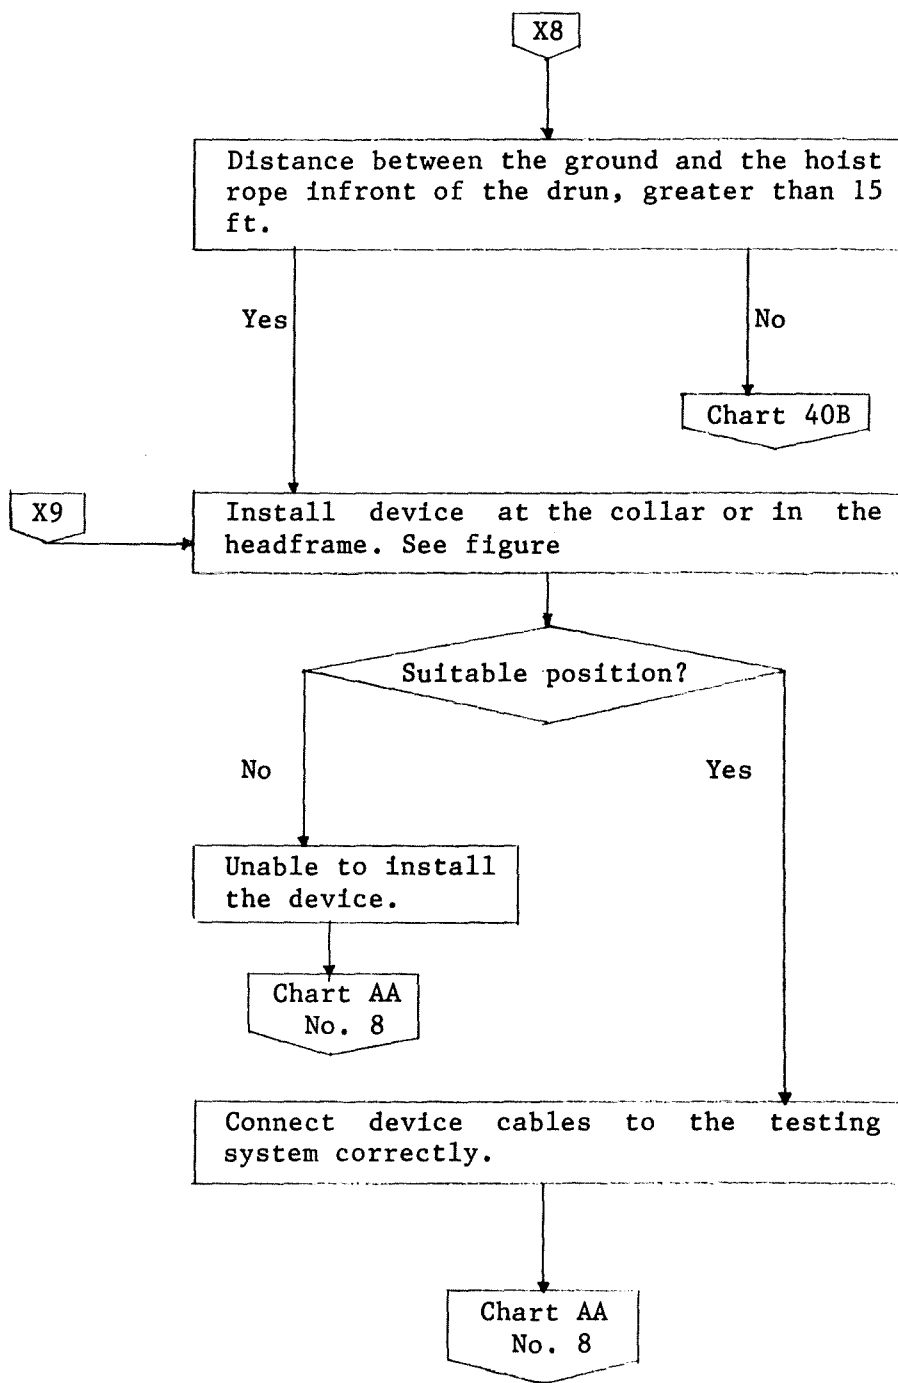 X8
Distance between the ground and the hoist
rope infront of the drun, greater than 15
ft.
Yes
No
Chart 40B
X9
Install device at the collar or in the
headframe. See figure
Suitable position?
No
Yes
Unable to install
the device.
Chart AA
No. 8
Connect device cables to the testing
system correctly.
Chart AA
No. 8